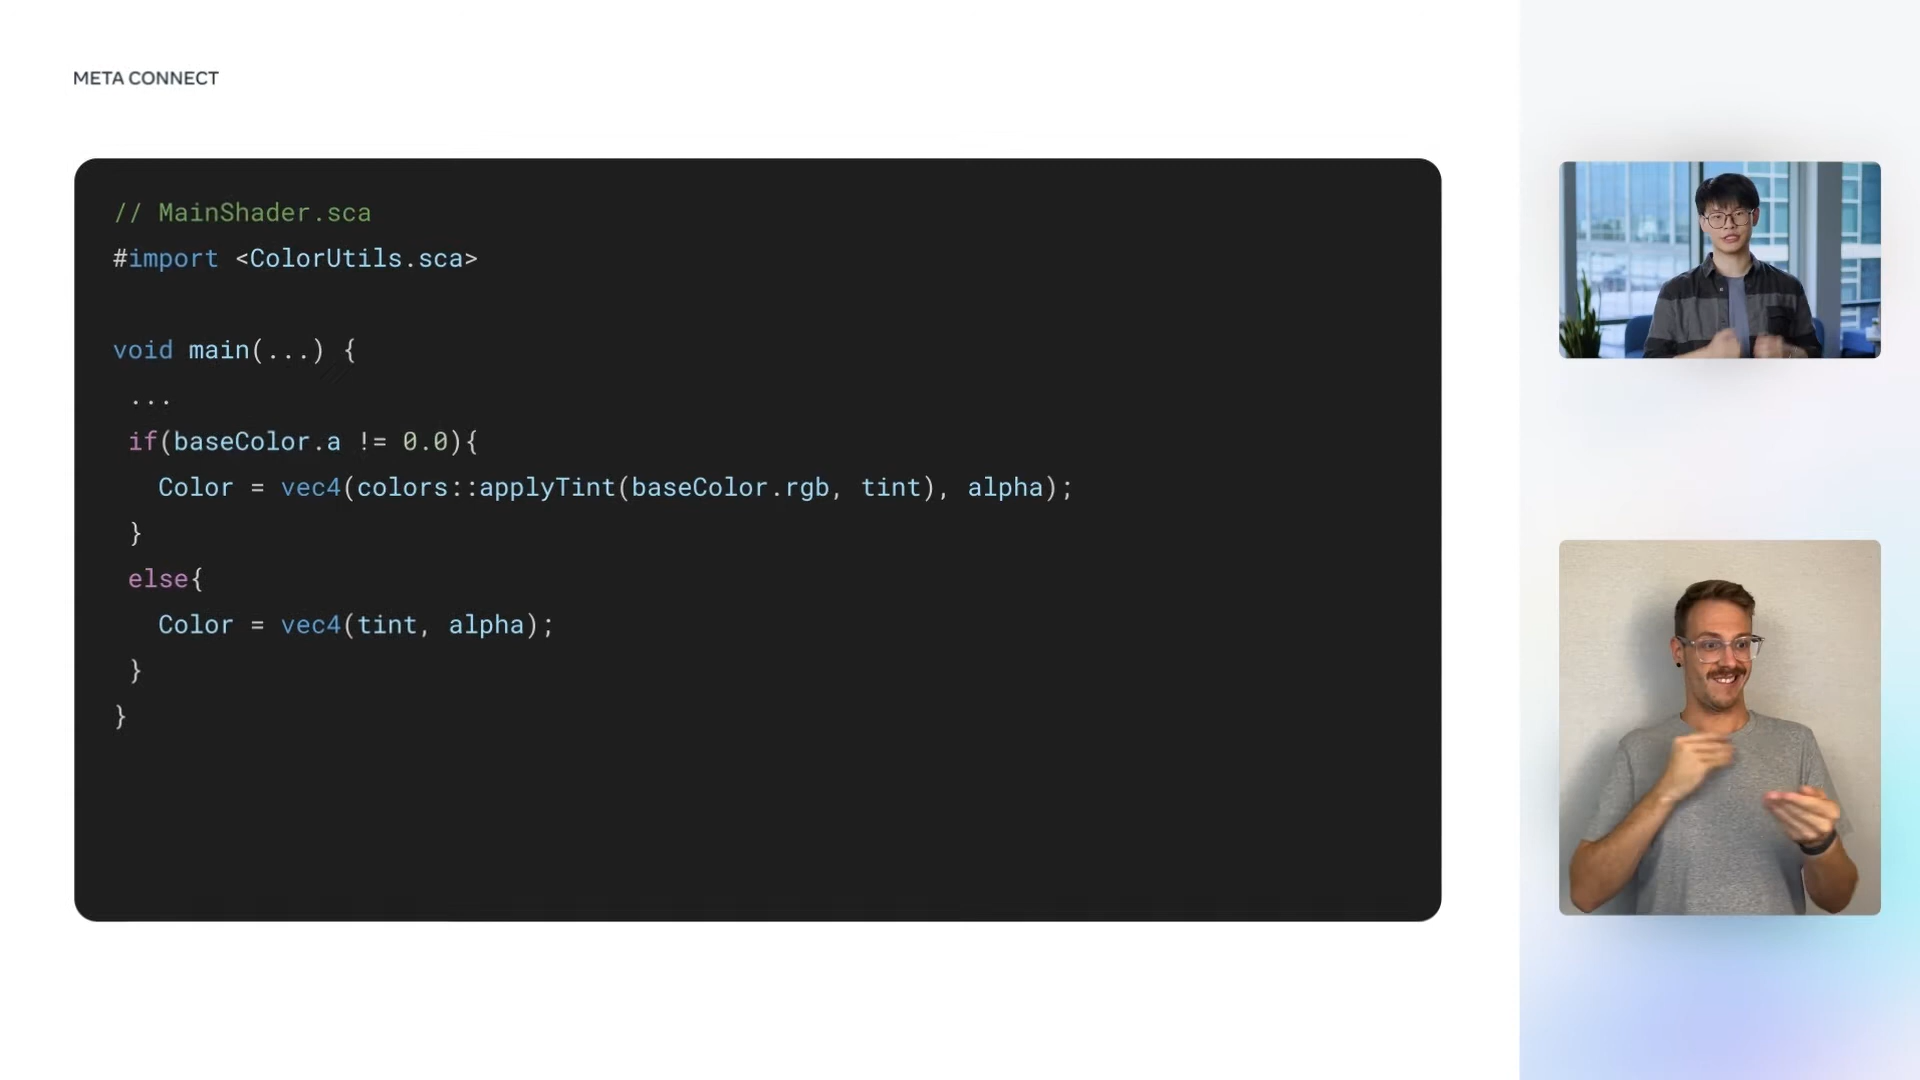 META CONNECT
// MainShader.sca
#import <ColorUtils.sca>
void main(...) {
...
if(baseColor.a != 0.0){
Color = vec4(colors::applyTint(baseColor.rgb, tint), alpha);
}
else{
Color = vec4(tint, alpha);
}
}